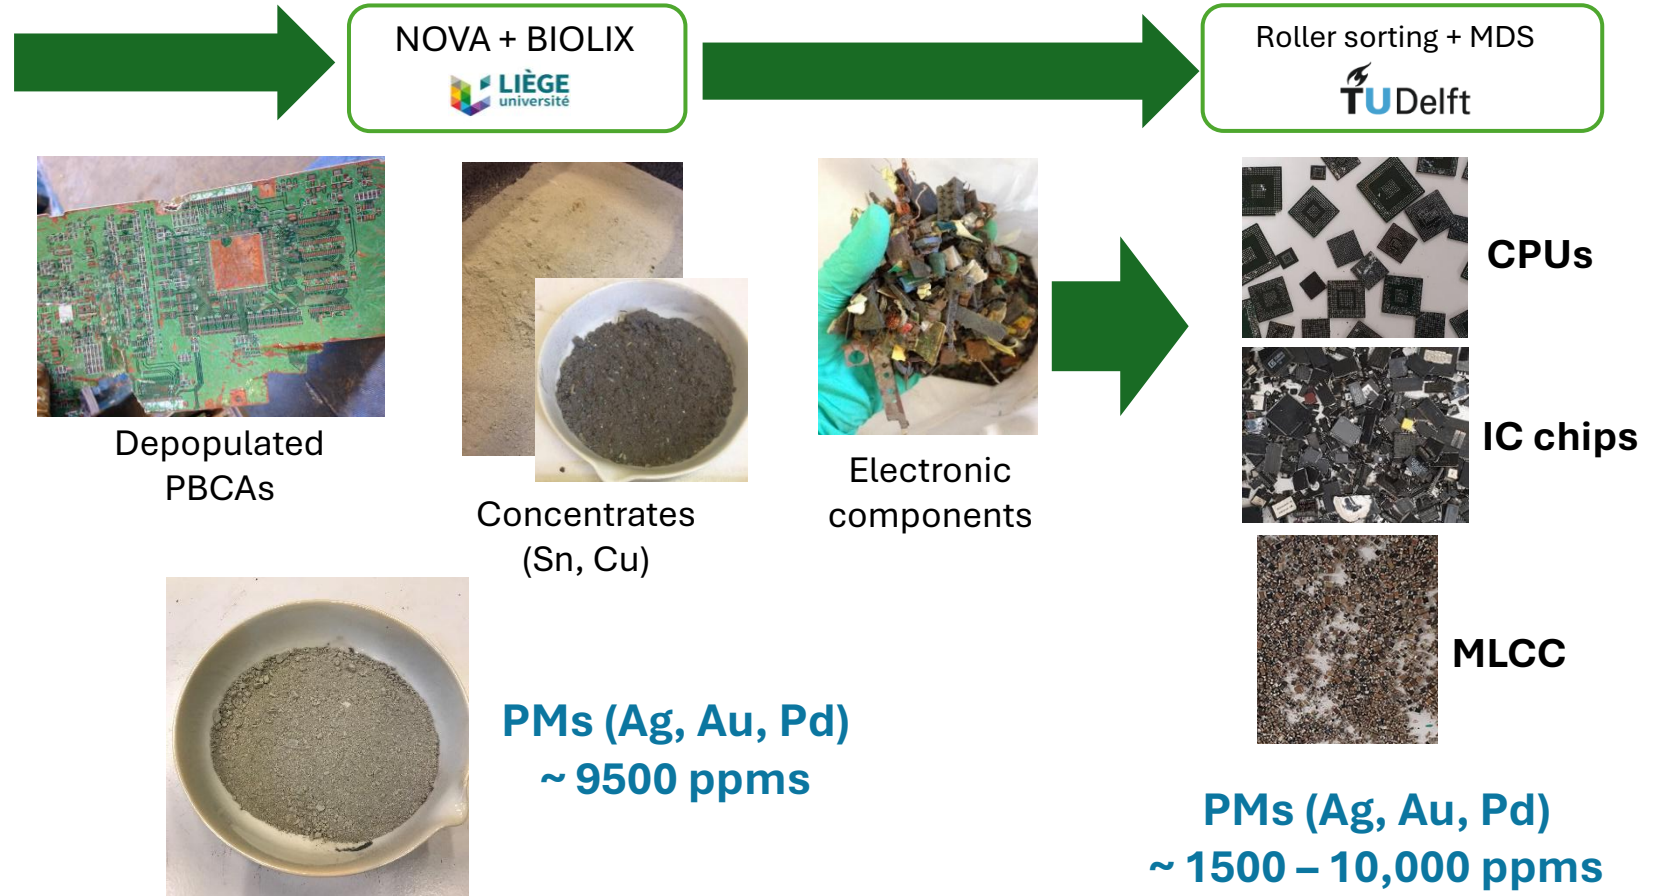 NOVA + BIOLIX
LIÈGE
université
Roller sorting + MDS
TUDelft
Depopulated
PBCAs
Concentrates
(Sn, Cu)
Electronic
components
CPUs
IC chips
MLCC
PMs (Ag, Au, Pd)
~ 9500 ppms
PMs (Ag, Au, Pd)
~ 1500 – 10,000 ppms